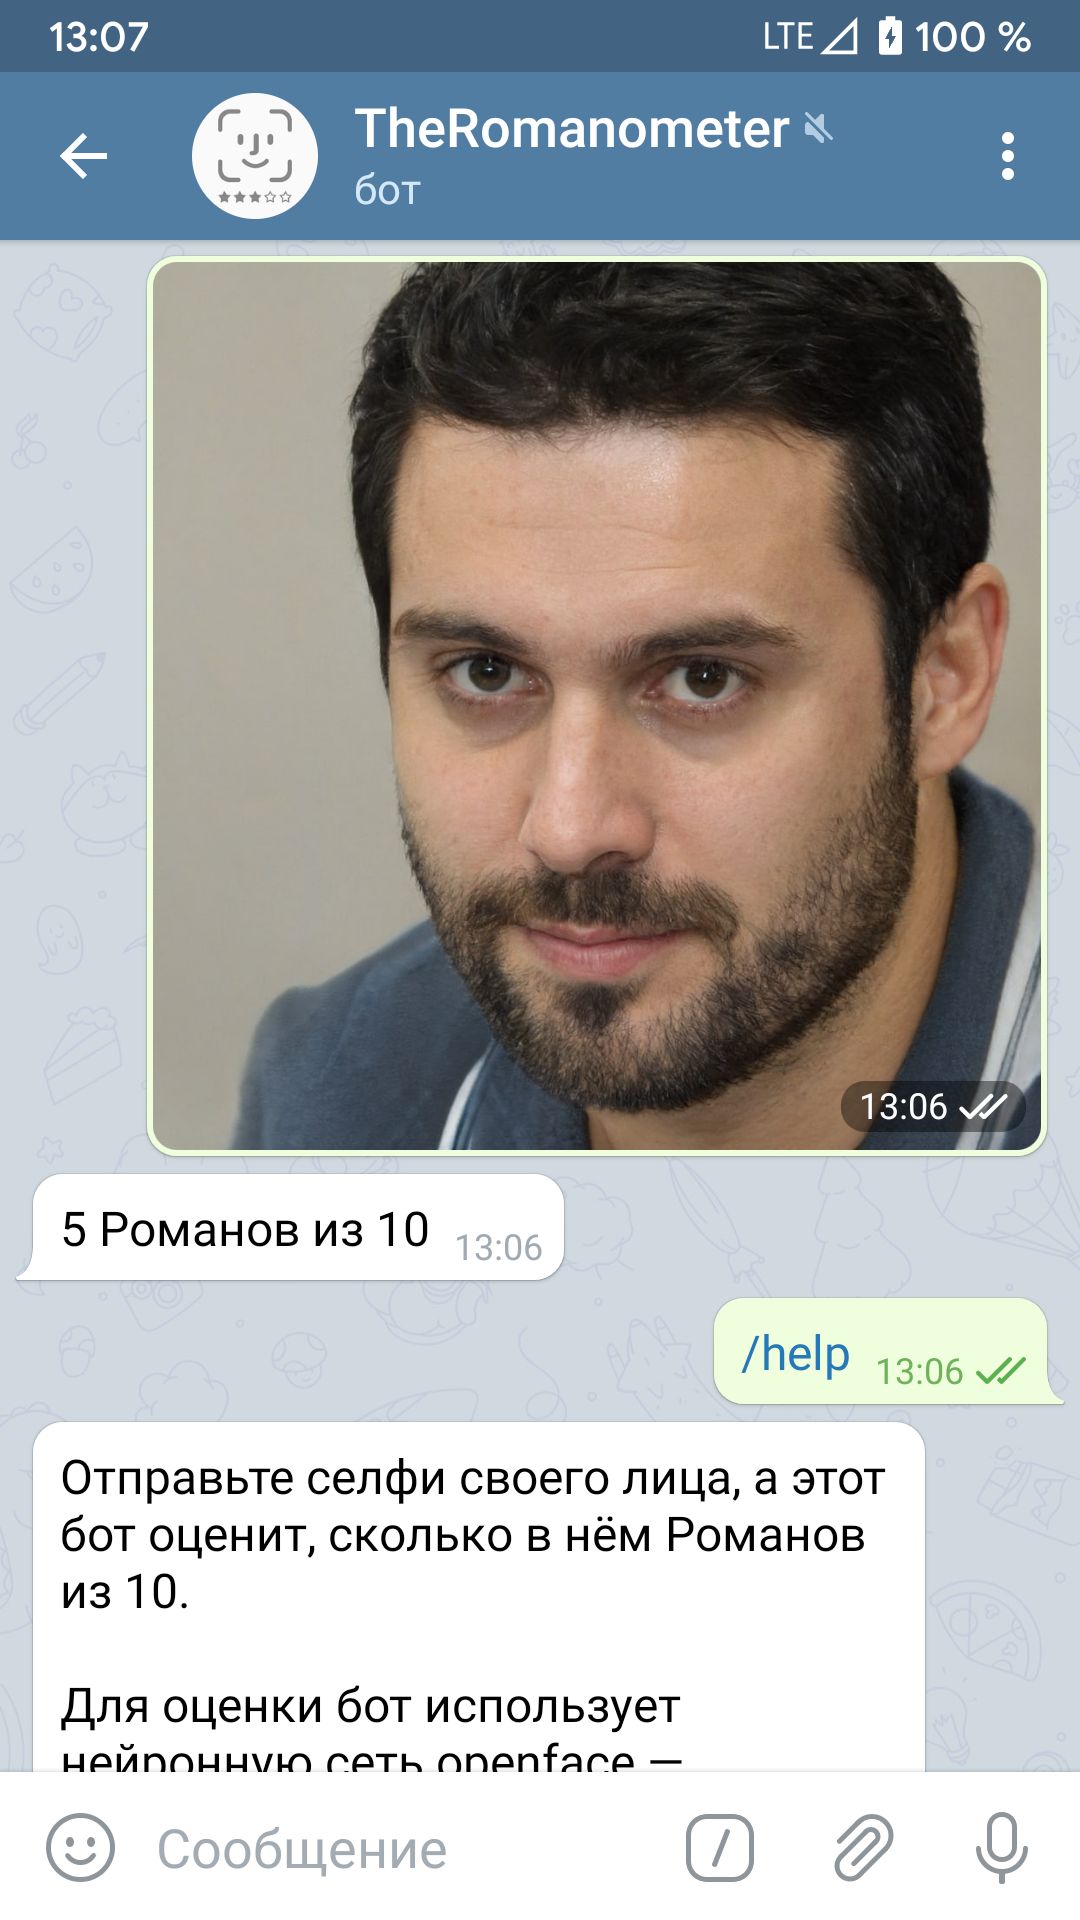 13:07 LTE 100 %
TheRomanometer
бот
13:06
5 Романов из 10 13:06
/help 13:06
Отправьте селфи своего лица, а этот
бот оценит, сколько в нём Романов
из 10.
Для оценки бот использует
нейронную сеть openface —
Сообщение